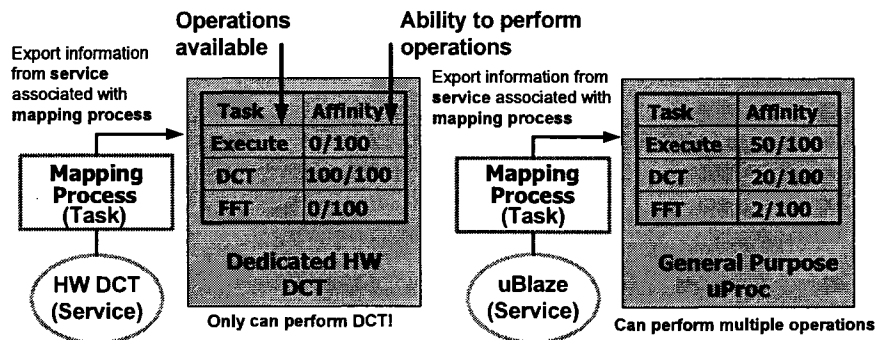 Operations
available
Ability to perform
operations
Export information
from service
associated with
mapping process
Mapping
Process
(Task)
HW DCT
(Service)
Task Affinity
Execute 0/100
DCT 100/100
FFT 0/100
Dedicated HW
DCT
Only can perform DCT!
Export information from
service associated with
mapping process
Mapping
Process
(Task)
uBlaze
(Service)
Task Affinity
Execute 50/100
DCT 20/100
FFT 2/100
General Purpose
uProc
Can perform multiple operations